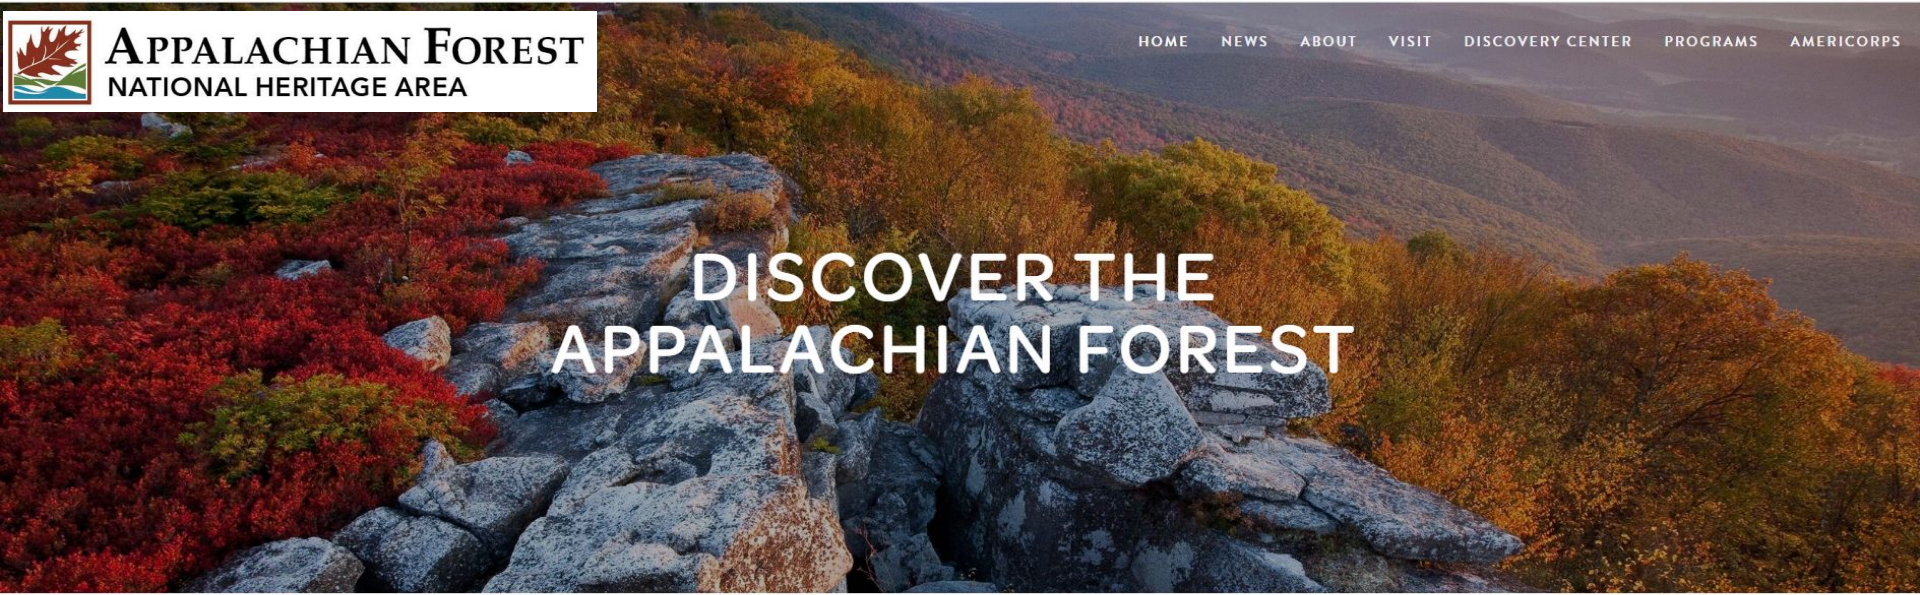 APPALACHIAN FOREST
NATIONAL HERITAGE AREA
HOME NEWS ABOUT VISIT DISCOVERY CENTER PROGRAMS AMERICORPS
DISCOVER THE
APPALACHIAN FOREST